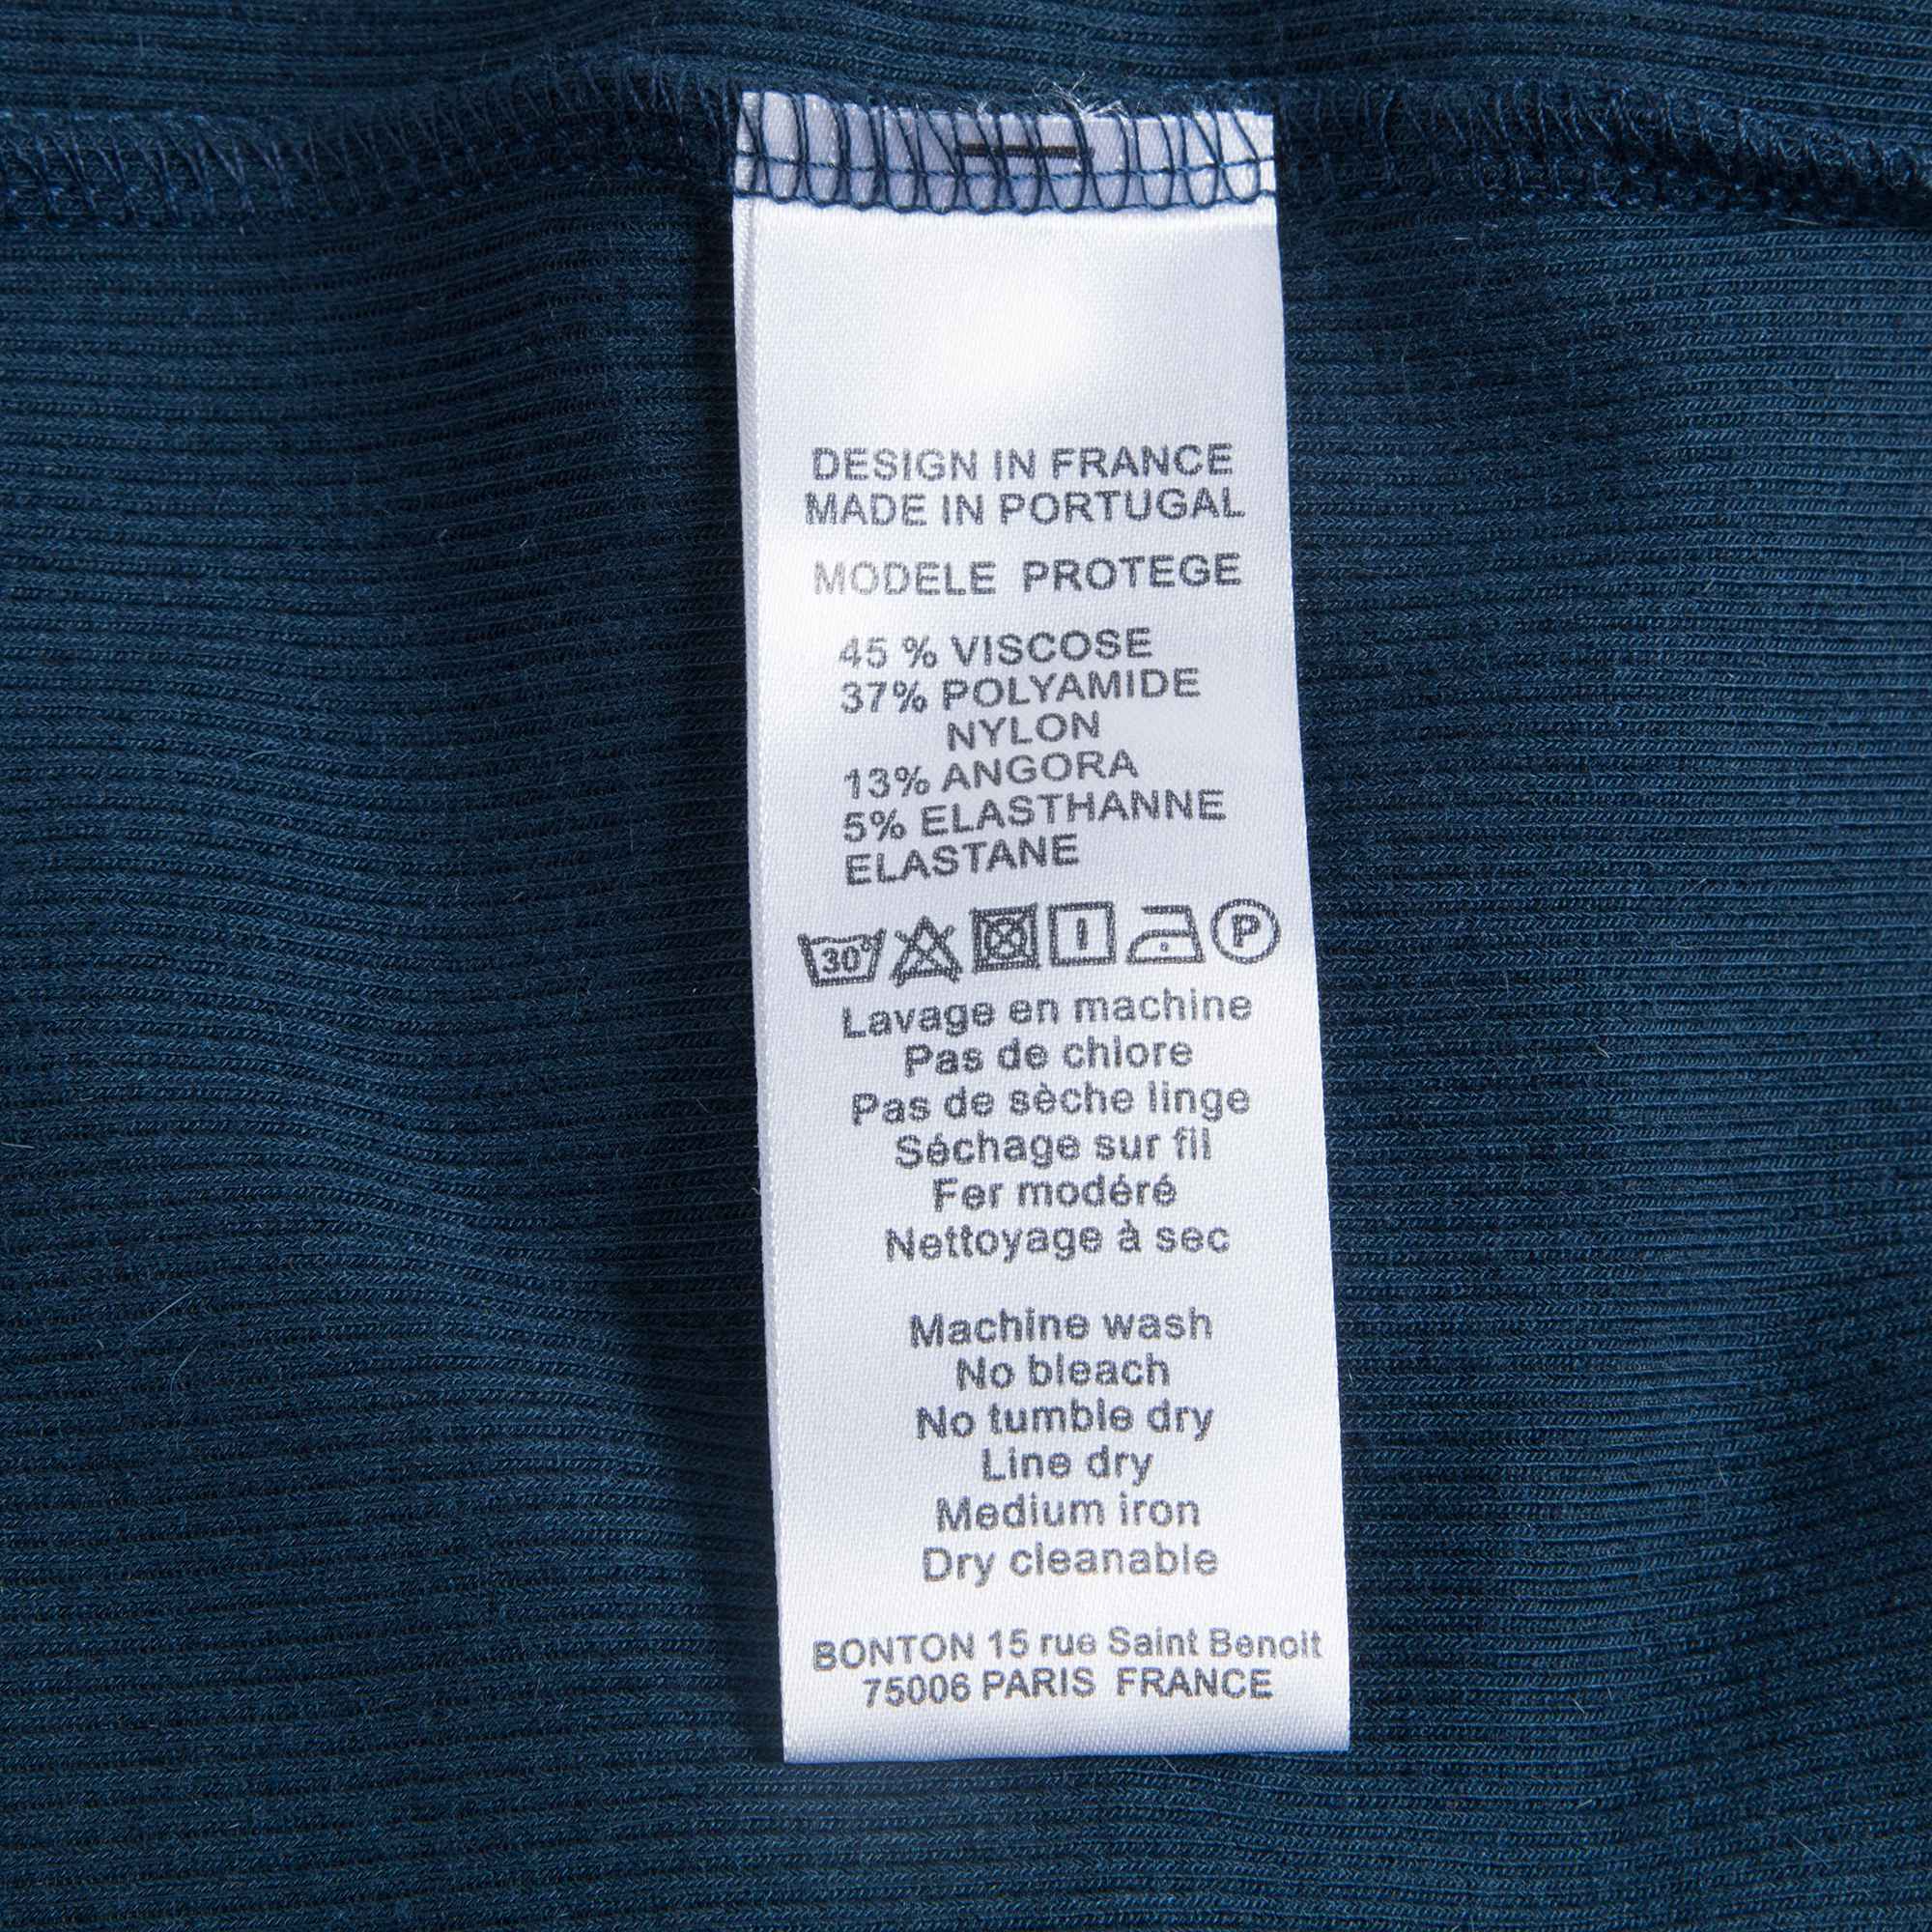 DESIGN IN FRANCE
MADE IN PORTUGAL
MODELE PROTEGE
45 % VISCOSE
37% POLYAMIDE
NYLON
13% ANGORA
5% ELASTHANNE
ELASTANE
30° P
Lavage en machine
Pas de chlore
Pas de sèche linge
Séchage sur fil
Fer modéré
Nettoyage à sec
Machine wash
No bleach
No tumble dry
Line dry
Medium iron
Dry cleanable
BONTON 15 rue Saint Benoit
75006 PARIS FRANCE